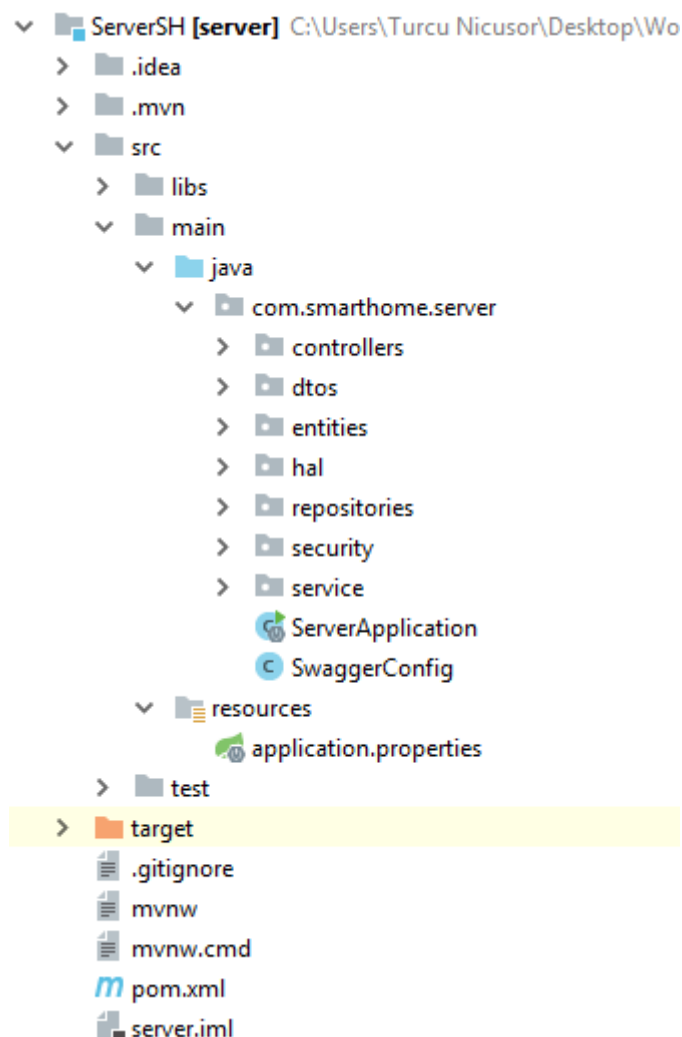 ServerSH [server] C:\Users\Turcu Nicusor\Desktop\Wo
.idea
.mvn
src
libs
main
java
com.smarthome.server
controllers
dtos
entities
hal
repositories
security
service
ServerApplication
C SwaggerConfig
resources
application.properties
test
target
.gitignore
mvnw
mvnw.cmd
m pom.xml
server.iml